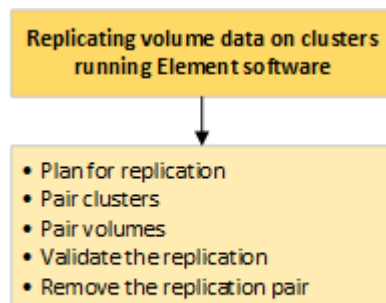 Replicating volume data on clusters
running Element software
• Plan for replication
• Pair clusters
• Pair volumes
• Validate the replication
• Remove the replication pair